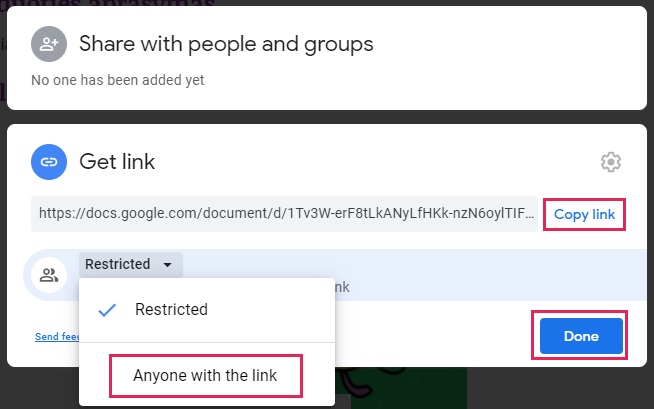 Share with people and groups
No one has been added yet
Get link
https://docs.google.com/document/d/1Tv3W-erF8tLkANyLfHKk-nzN6oylTIF...
Copy link
Restricted
nk
Restricted
Send feed
Done
Anyone with the link